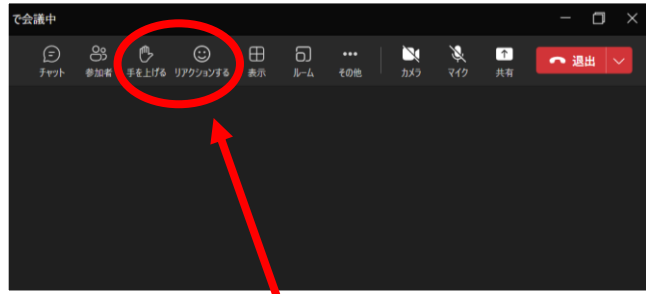 で会議中
チャット 参加者 手を上げる リアクションする 表示 ルーム その他 カメラ マイク 共有 退出